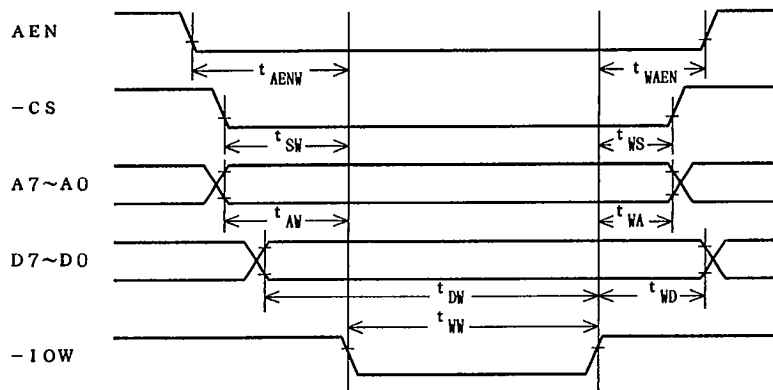 AEN
tAENW
tWAEN
-CS
tSW
tWS
A7~A0
tAW
tWA
D7~D0
tDW
tWD
tWW
-IOW